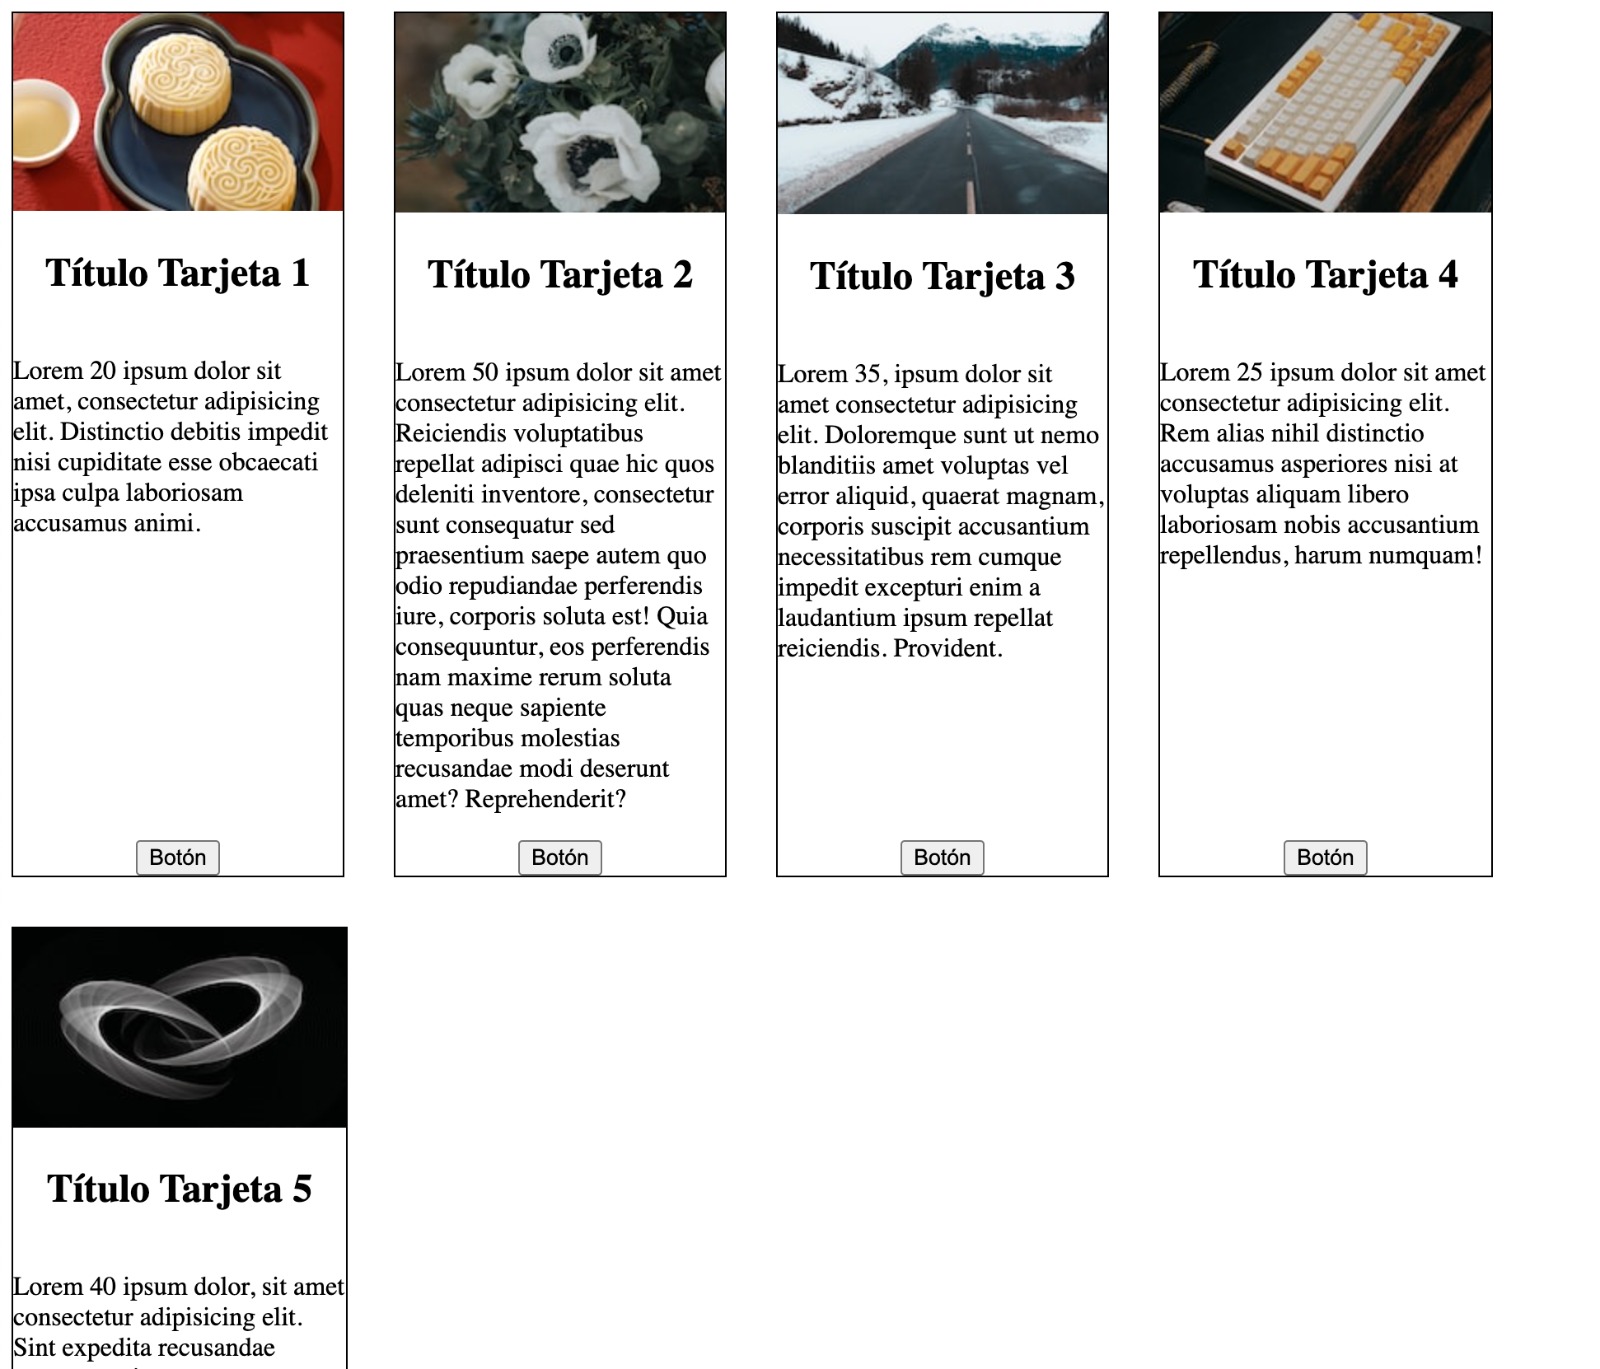 Título Tarjeta 1
Lorem 20 ipsum dolor sit
amet, consectetur adipisicing
elit. Distinctio debitis impedit
nisi cupiditate esse obcaecati
ipsa culpa laboriosam
accusamus animi.
Botón
Título Tarjeta 2
Lorem 50 ipsum dolor sit amet
consectetur adipisicing elit.
Reiciendis voluptatibus
repellat adipisci quae hic quos
deleniti inventore, consectetur
sunt consequatur sed
praesentium saepe autem quo
odio repudiandae perferendis
iure, corporis soluta est! Quia
consequuntur, eos perferendis
nam maxime rerum soluta
quas neque sapiente
temporibus molestias
recusandae modi deserunt
amet? Reprehenderit?
Botón
Título Tarjeta 3
Lorem 35, ipsum dolor sit
amet consectetur adipisicing
elit. Doloremque sunt ut nemo
blanditiis amet voluptas vel
error aliquid, quaerat magnam,
corporis suscipit accusantium
necessitatibus rem cumque
impedit excepturi enim a
laudantium ipsum repellat
reiciendis. Provident.
Botón
Título Tarjeta 4
Lorem 25 ipsum dolor sit amet
consectetur adipisicing elit.
Rem alias nihil distinctio
accusamus asperiores nisi at
voluptas aliquam libero
laboriosam nobis accusantium
repellendus, harum numquam!
Botón
Título Tarjeta 5
Lorem 40 ipsum dolor, sit amet
consectetur adipisicing elit.
Sint expedita recusandae